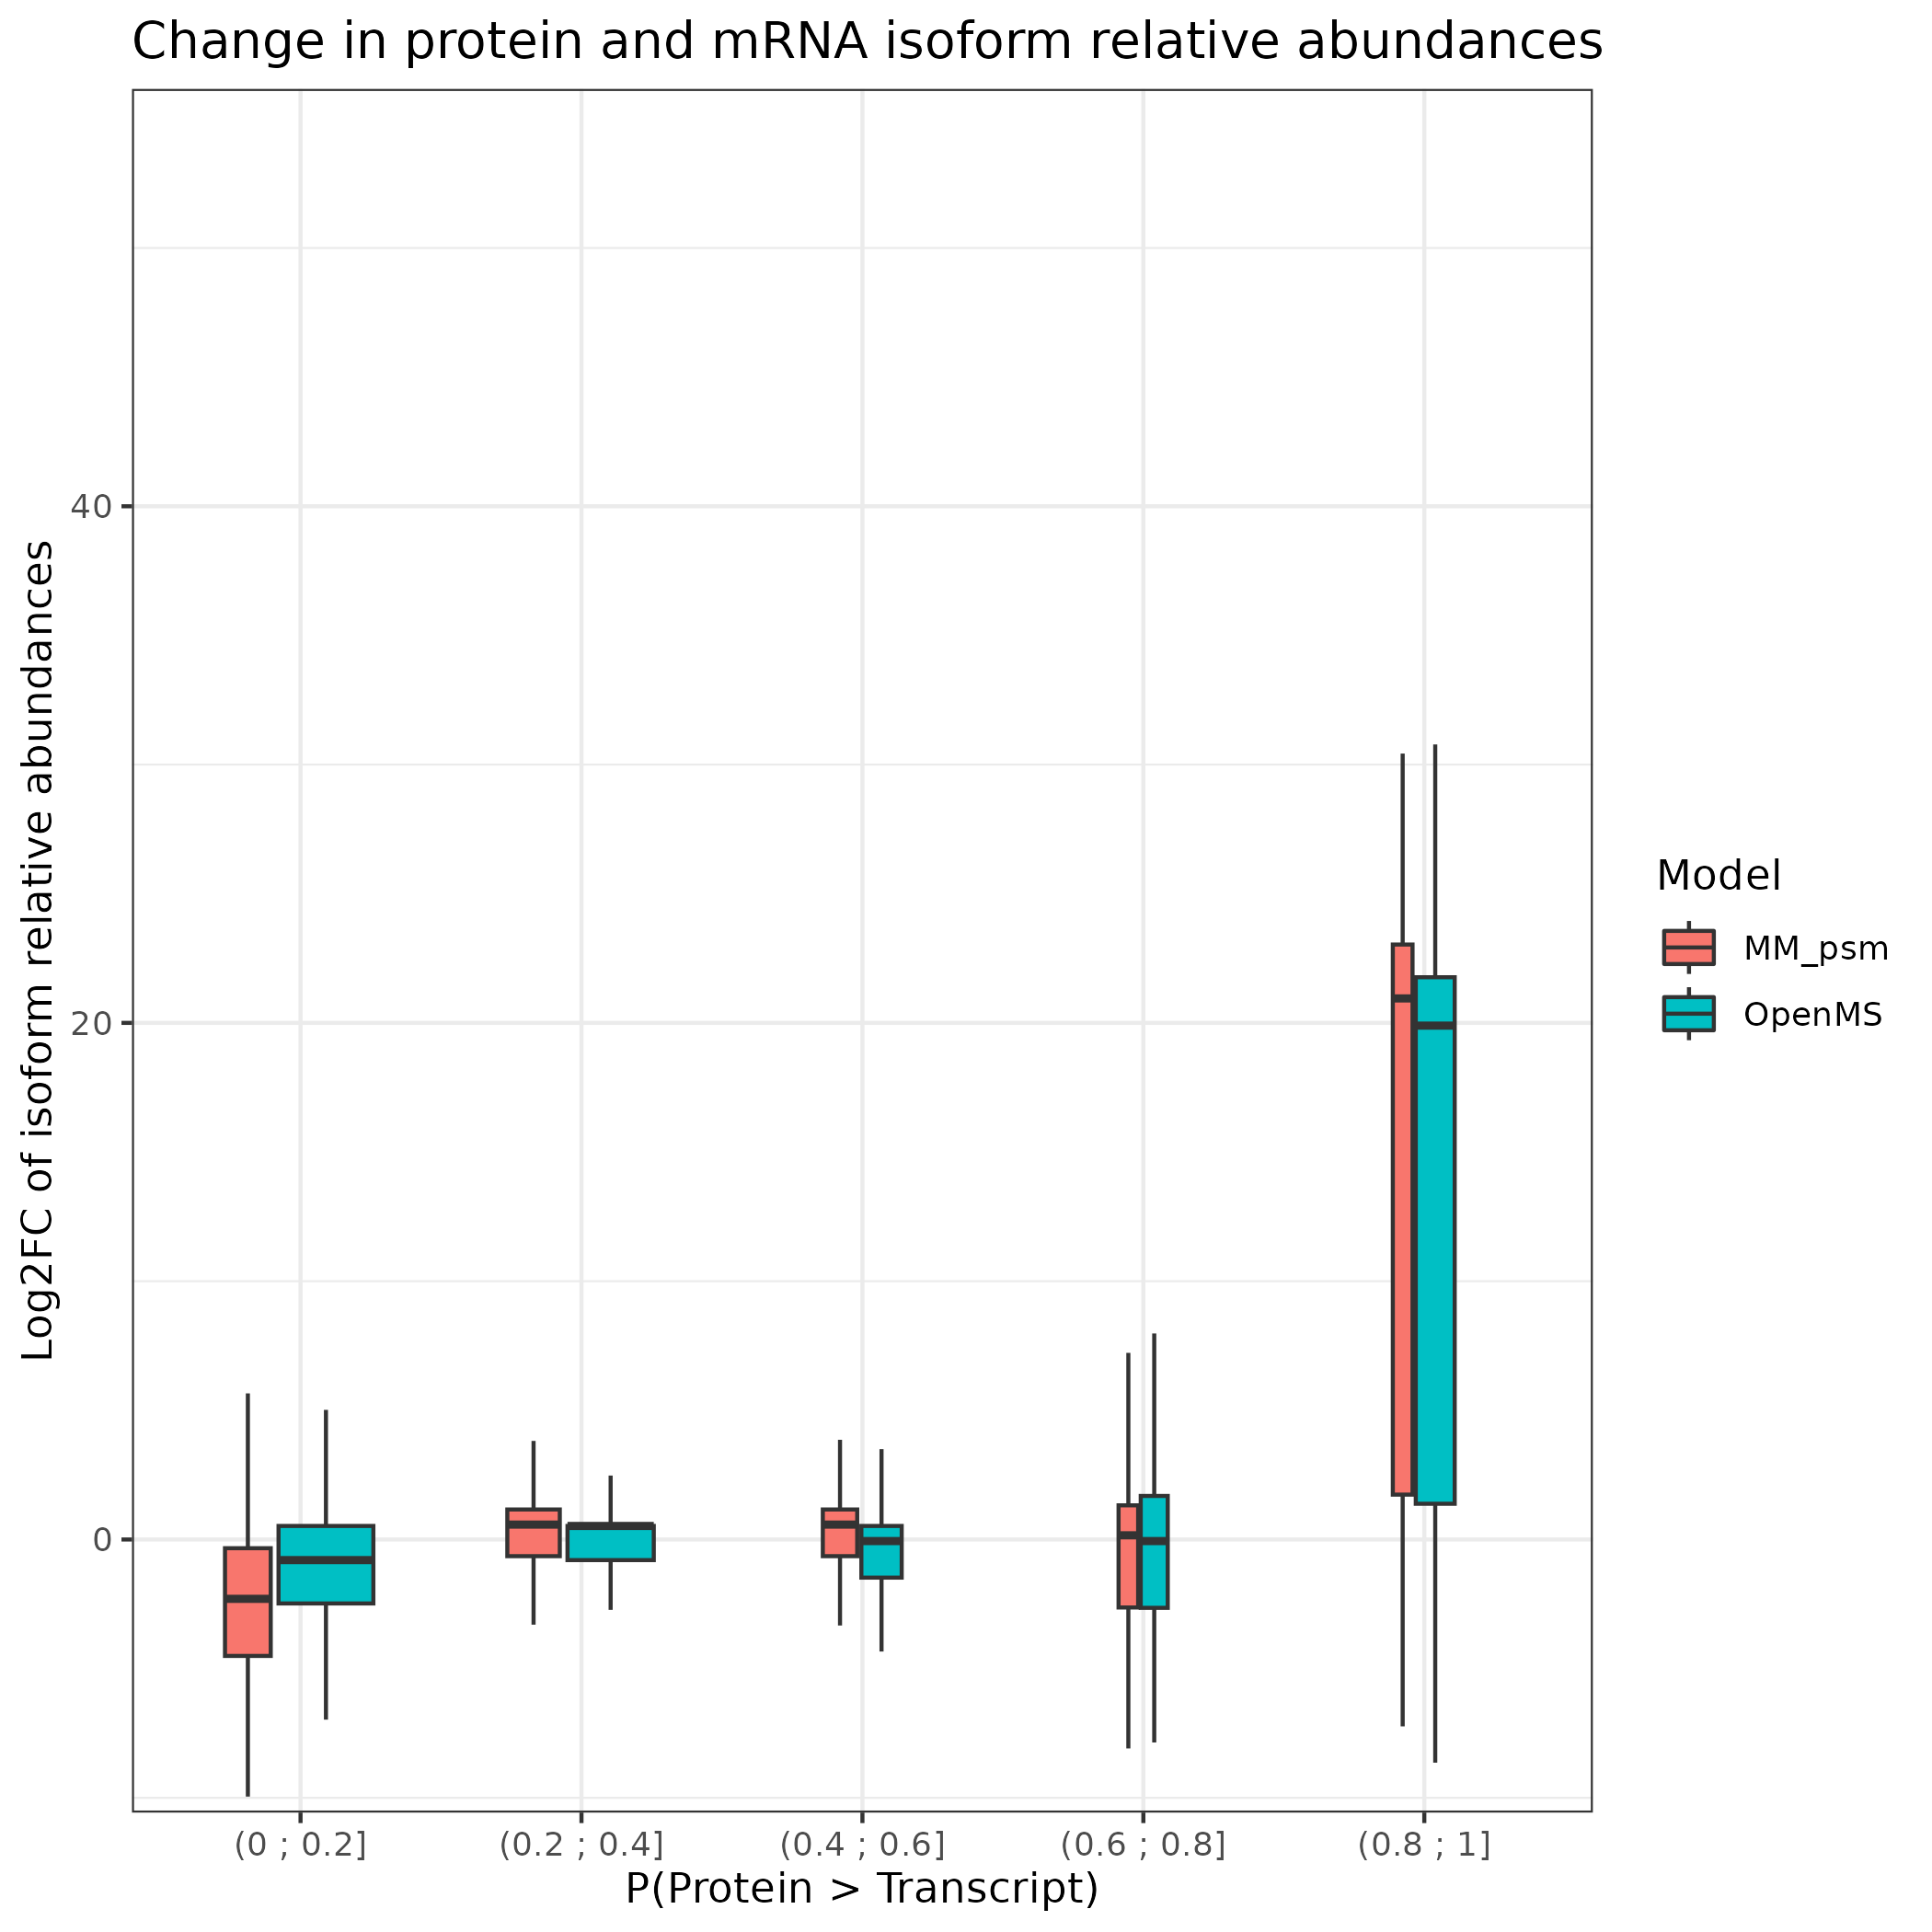 Change in protein and mRNA isoform relative abundances
Log2FC of isoform relative abundances
40
20
0
(0 ; 0.2]
(0.2 ; 0.4]
(0.4 ; 0.6]
(0.6 ; 0.8]
(0.8 ; 1]
P(Protein > Transcript)
Model
MM_psm
OpenMS